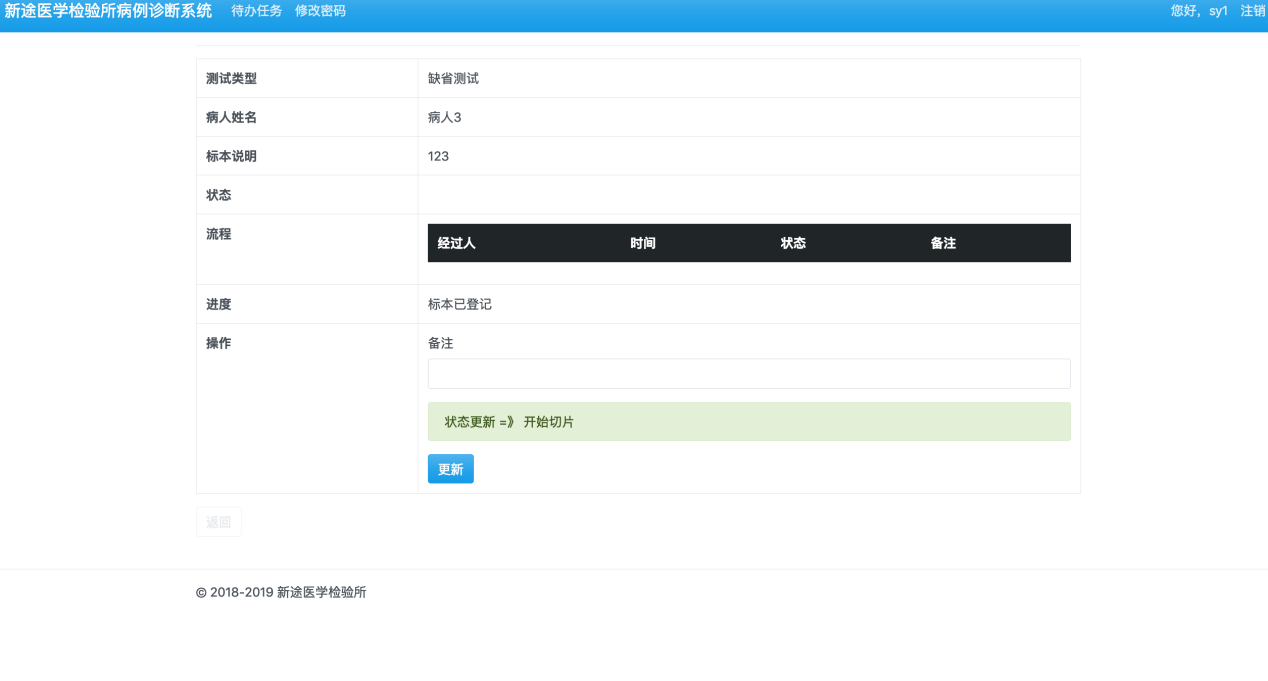 新途医学检验所病例诊断系统 待办任务 修改密码 您好，sy1 注销
测试类型 缺省测试
病人姓名 病人3
标本说明 123
状态
流程
经过人 时间 状态 备注
进度 标本已登记
操作 备注
状态更新 =》 开始切片
更新
返回
© 2018-2019 新途医学检验所